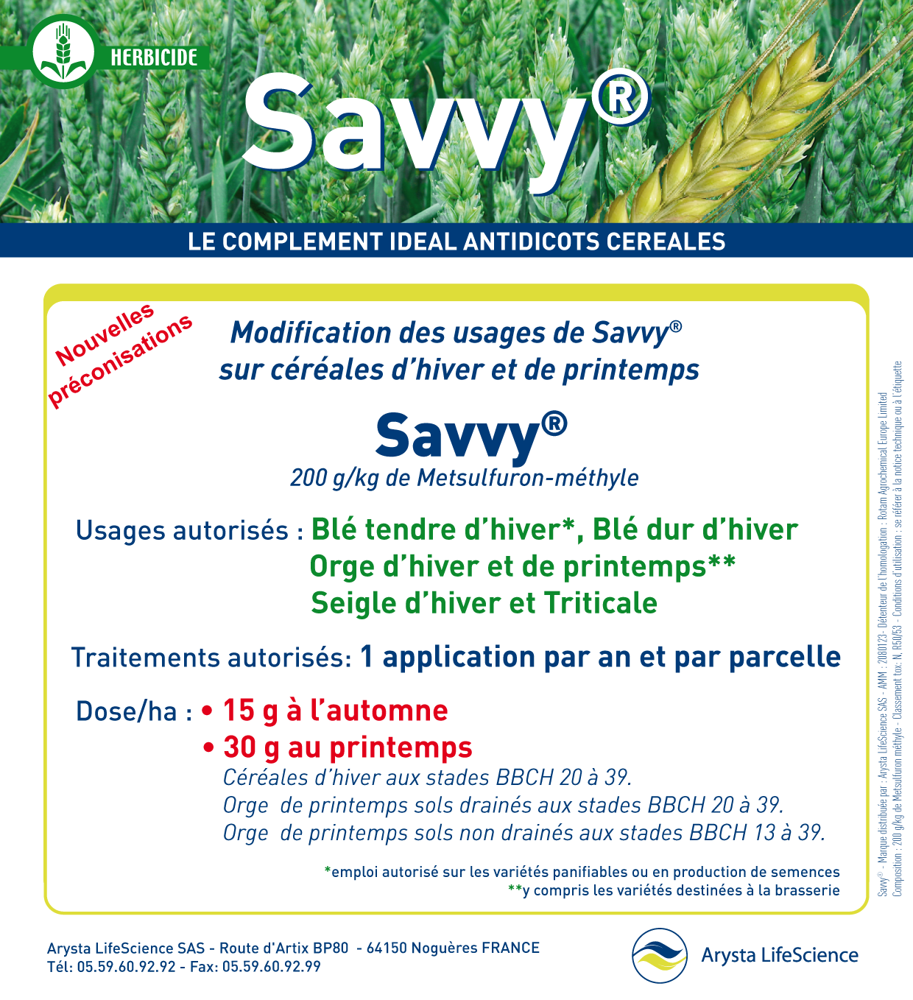 HERBICIDE
Savvy®
LE COMPLEMENT IDEAL ANTIDICOTS CEREALES
Nouvelles
préconisations
Modification des usages de Savvy®
sur céréales d'hiver et de printemps
Savvy®
200 g/kg de Metsulfuron-méthyle
Usages autorisés : Blé tendre d'hiver*, Blé dur d'hiver
Orge d'hiver et de printemps**
Seigle d'hiver et Triticale
Traitements autorisés: 1 application par an et par parcelle
Dose/ha : • 15 g à l'automne
• 30 g au printemps
Céréales d'hiver aux stades BBCH 20 à 39.
Orge de printemps sols drainés aux stades BBCH 20 à 39.
Orge de printemps sols non drainés aux stades BBCH 13 à 39.
*emploi autorisé sur les variétés panifiables ou en production de semences
**y compris les variétés destinées à la brasserie
Savvy® - Marque distribuée par : Arysta LifeScience SAS - AMM : 2080123- Détenteur de l'homologation : Rotam Agrochemical Europe Limited
Composition : 200 g/kg de Metsulfuron méthyle - Classement tox: N, R50/53 - Conditions d'utilisation : se référer à la notice technique ou à l'étiquette
Arysta LifeScience SAS - Route d'Artix BP80 - 64150 Noguères FRANCE
Tél: 05.59.60.92.92 - Fax: 05.59.60.92.99
Arysta LifeScience